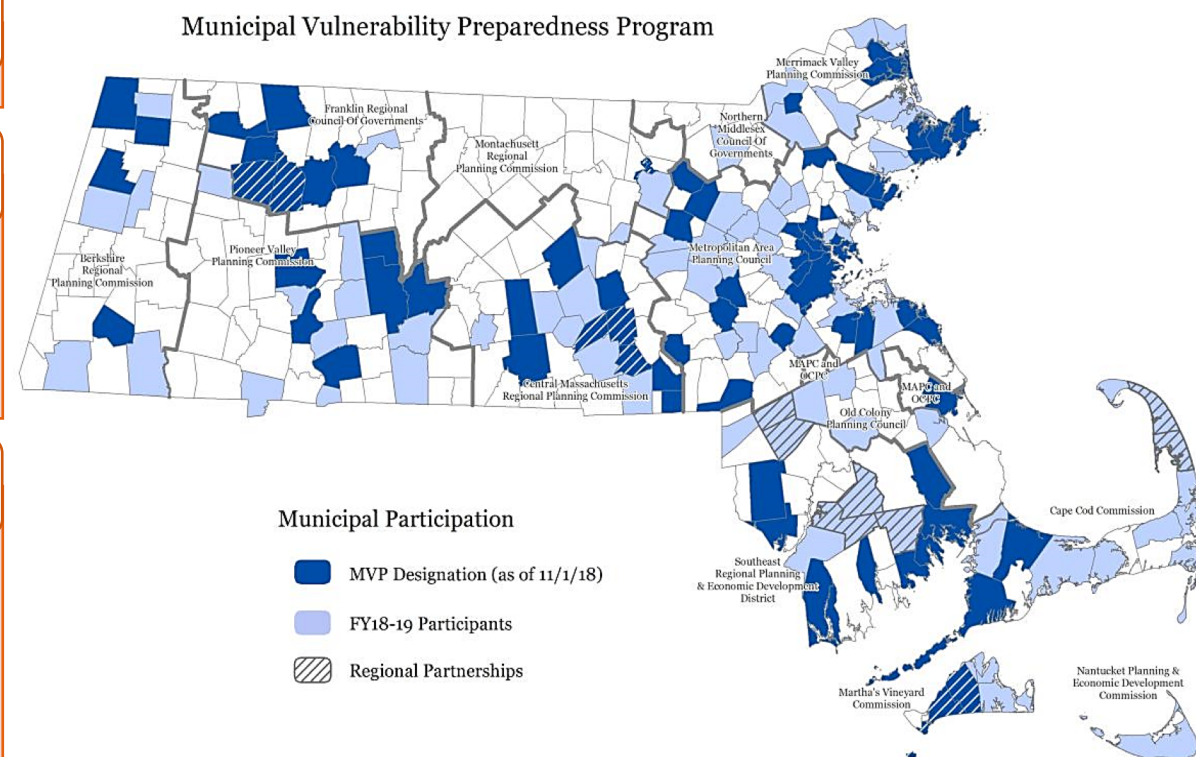 Municipal Vulnerability Preparedness Program
Merrimack Valley
Planning Commission
Franklin Regional
Council Of Governments
Northern
Middlesex
Council Of
Governments
Montachusett
Regional
Planning Commission
Berkshire
Regional
Planning Commission
Pioneer Valley
Planning Commission
Metropolitan Area
Planning Council
MAPC and
OCPC
MAPC and
OCPC
Central Massachusetts
Regional Planning Commission
Old Colony
Planning Council
Cape Cod Commission
Southeast
Regional Planning
& Economic Development
District
Martha's Vineyard
Commission
Nantucket Planning &
Economic Development
Commission
Municipal Participation
MVP Designation (as of 11/1/18)
FY18-19 Participants
Regional Partnerships